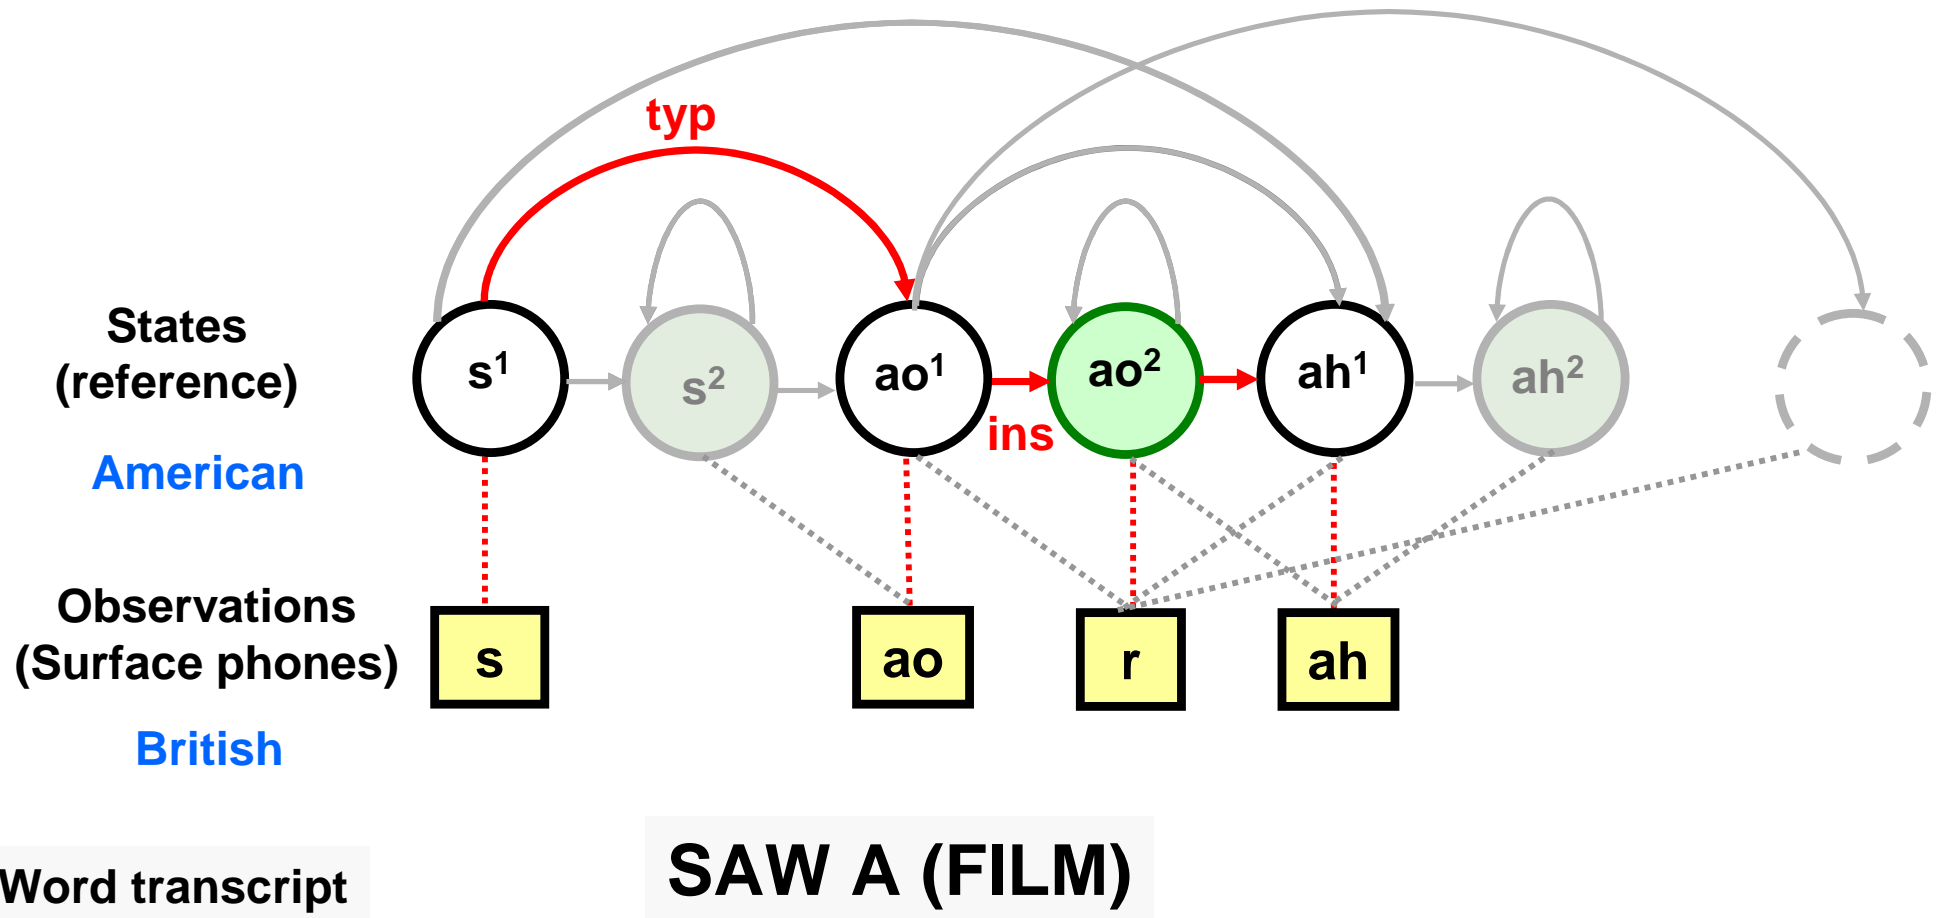 typ
States
(reference)
s1 s2 ao1 ao2 ah1 ah2
ins
American
Observations
(Surface phones)
s ao r ah
British
SAW A (FILM)
Word transcript